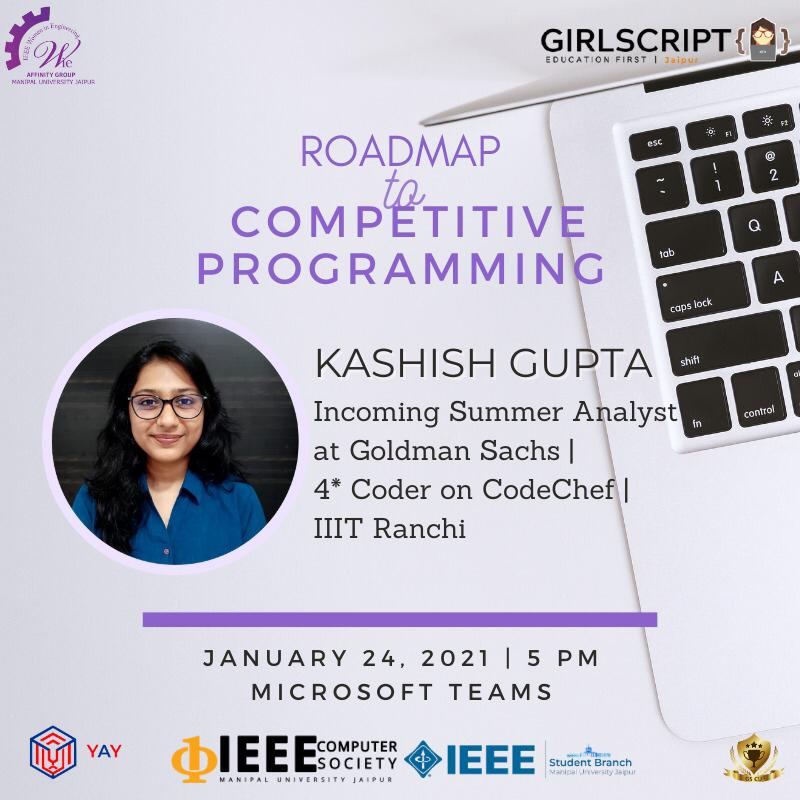 IEEE Women in Engineering
WIE
AFFINITY GROUP
MANIPAL UNIVERSITY JAIPUR
GIRLSCRIPT
EDUCATION FIRST | Jaipur
ROADMAP
to
COMPETITIVE
PROGRAMMING
KASHISH GUPTA
Incoming Summer Analyst
at Goldman Sachs |
4* Coder on CodeChef |
IIIT Ranchi
JANUARY 24, 2021 | 5 PM
MICROSOFT TEAMS
esc
F1
F2
~
`
!
1
@
2
tab
Q
caps lock
A
shift
fn
control
YAY
IEEE COMPUTER
SOCIETY
MANIPAL UNIVERSITY JAIPUR
IEEE
Student Branch
Manipal University Jaipur